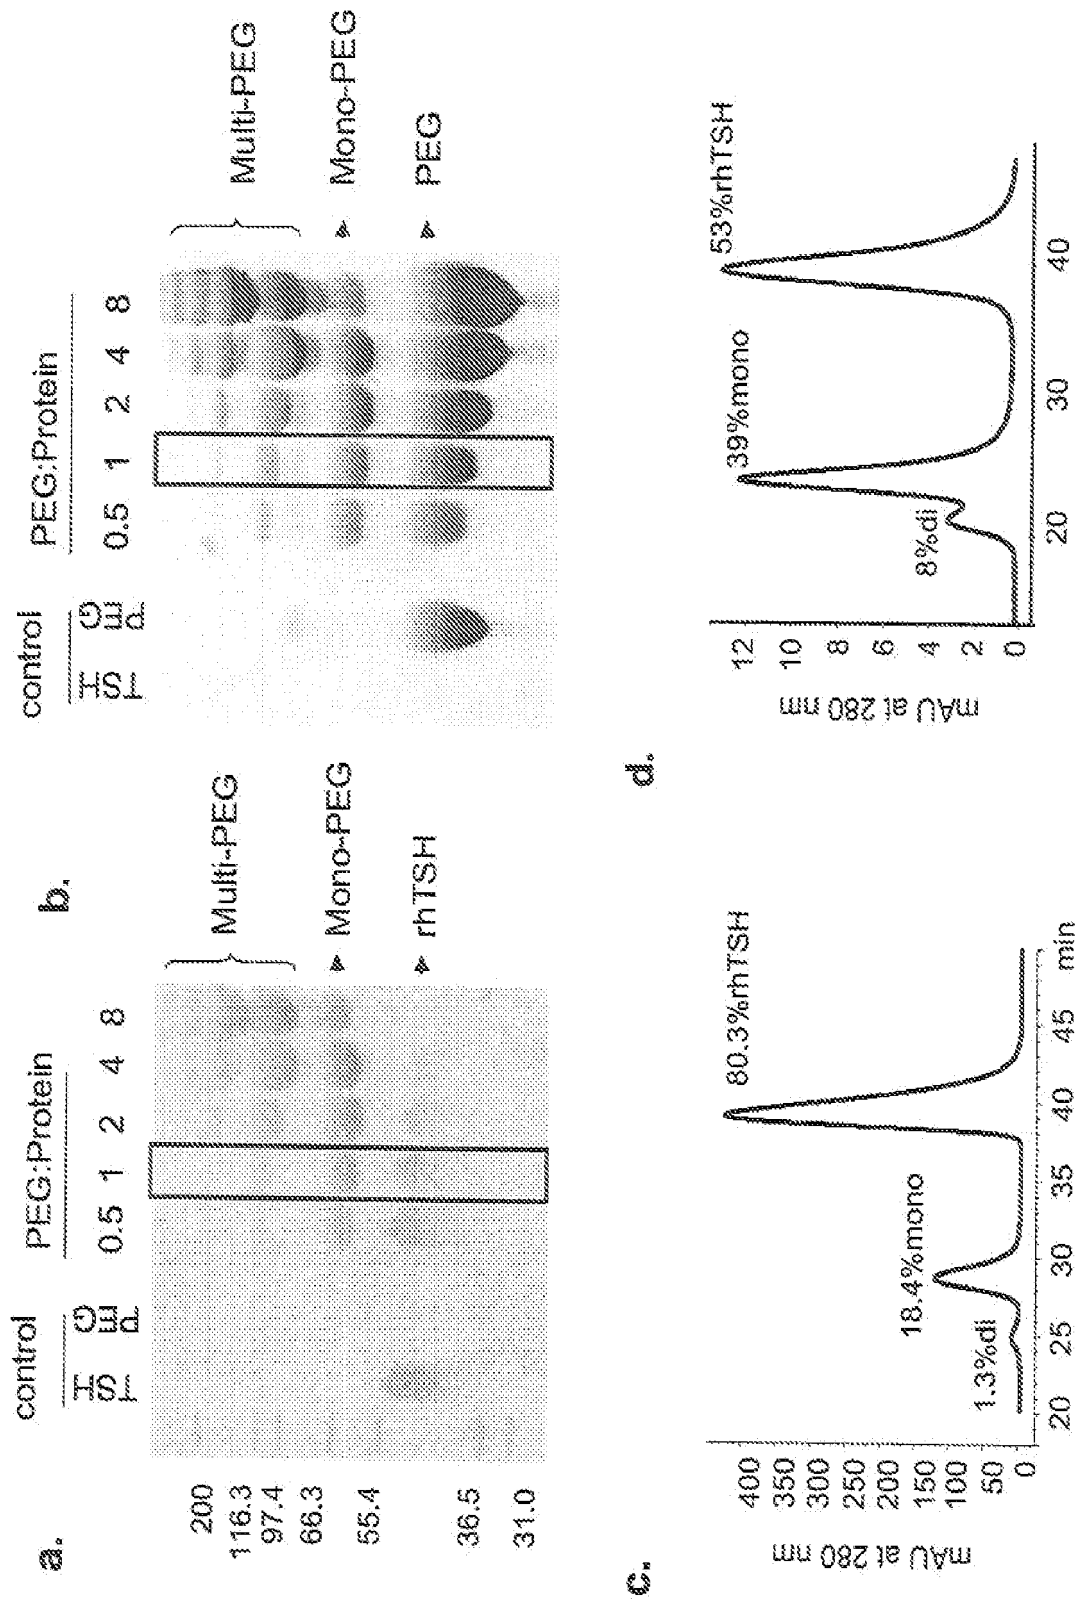 a.
control
TSH
PEG
PEG:Protein
0.5 1 2 4 8
200
116.3
97.4
66.3
55.4
36.5
31.0
Multi-PEG
Mono-PEG
rhTSH
b.
control
TSH
PEG
PEG:Protein
0.5 1 2 4 8
Multi-PEG
Mono-PEG
PEG
c.
mAU at 280 nm
400
350
300
250
200
150
100
50
0
1.3%di
18.4%mono
80.3%rhTSH
20 25 30 35 40 45 min
d.
mAU at 280 nm
12
10
8
6
4
2
0
8%di
39%mono
53%rhTSH
20 30 40